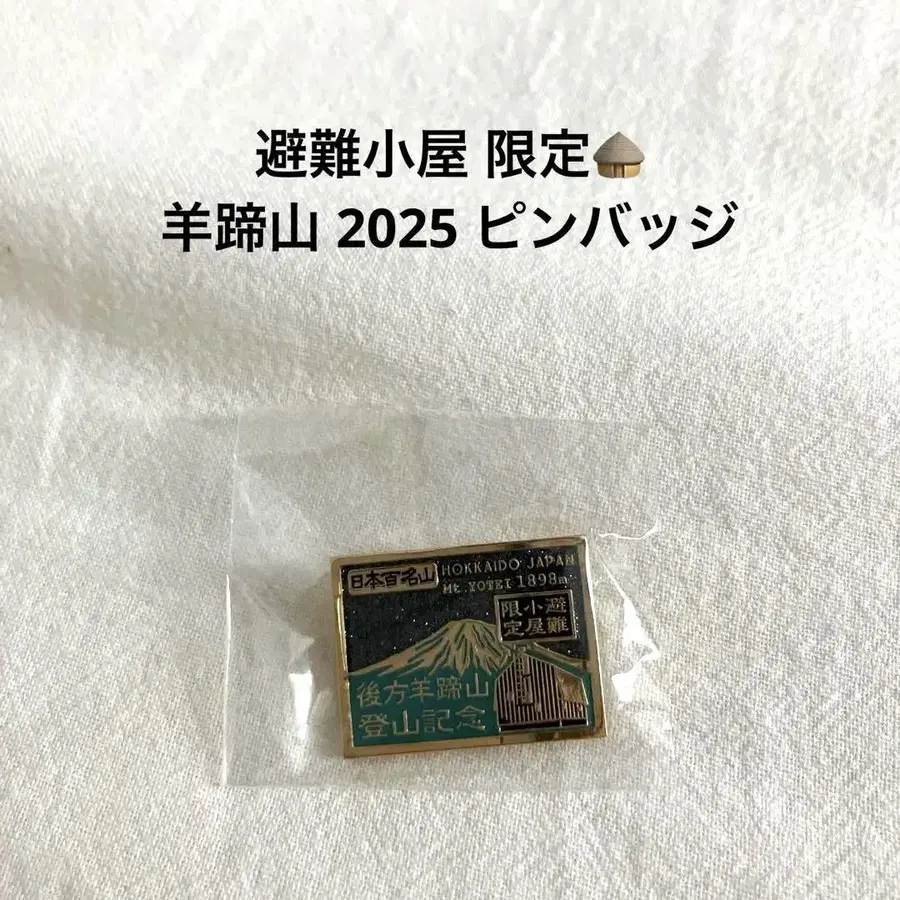 避難小屋 限定
羊蹄山 2025 ピンバッジ
日本百名山
HOKKAIDO JAPAN
Mt.YOTEI 1898m
避難小屋限定
後方羊蹄山
登山記念